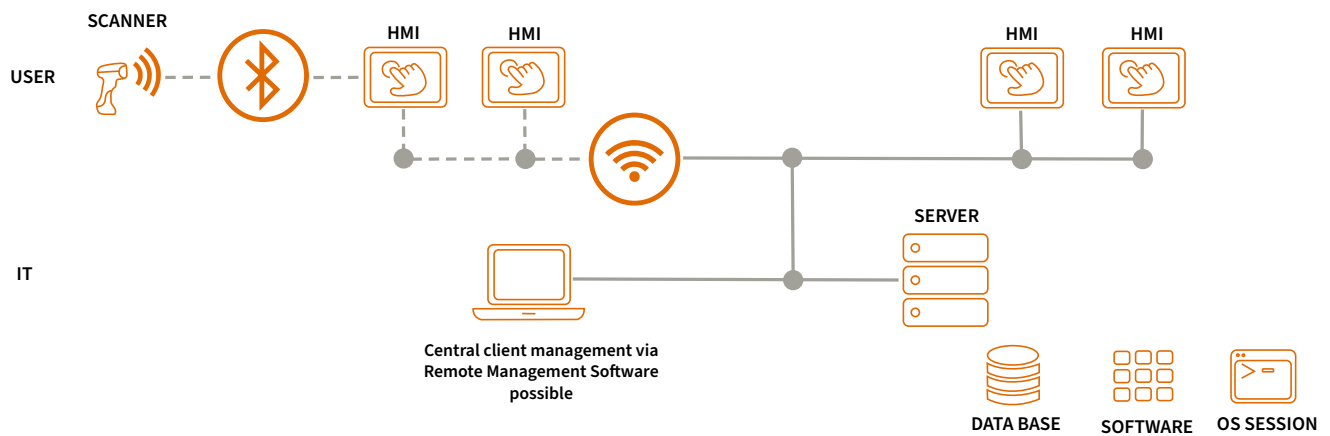 SCANNER
HMI
HMI
HMI
HMI
USER
SERVER
IT
Central client management via
Remote Management Software
possible
DATA BASE
SOFTWARE
OS SESSION